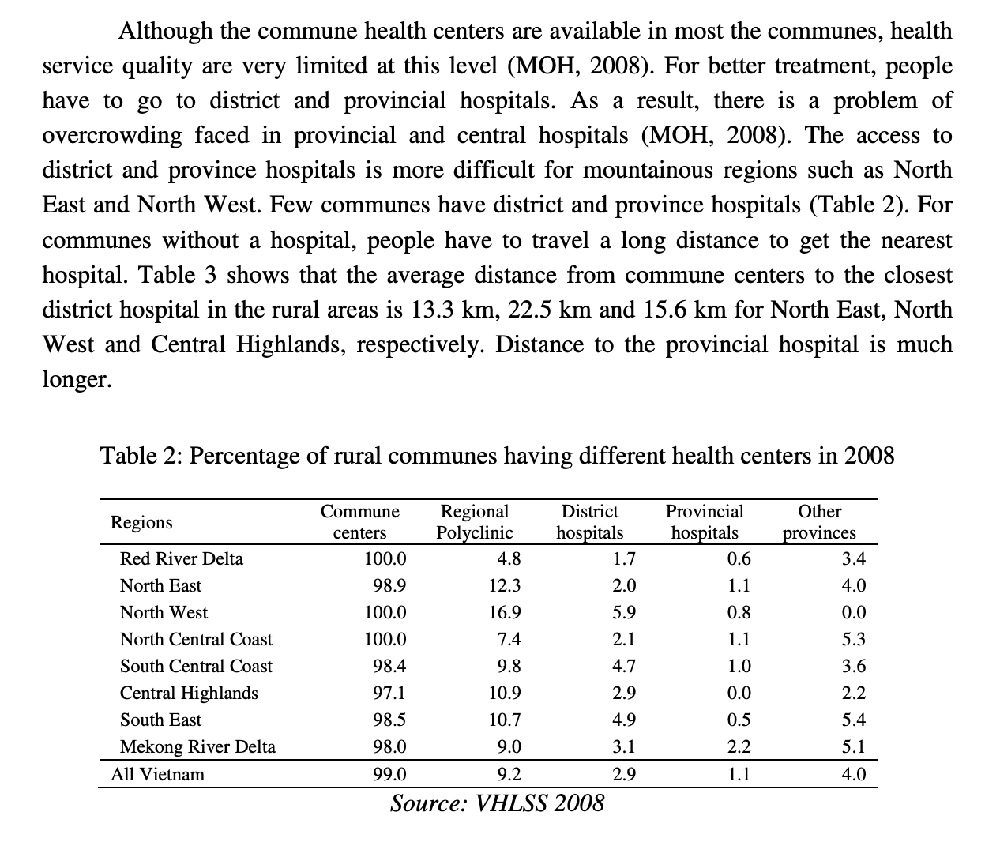 Although the commune health centers are available in most the communes, health
service quality are very limited at this level (MOH, 2008). For better treatment, people
have to go to district and provincial hospitals. As a result, there is a problem of
overcrowding faced in provincial and central hospitals (MOH, 2008). The access to
district and province hospitals is more difficult for mountainous regions such as North
East and North West. Few communes have district and province hospitals (Table 2). For
communes without a hospital, people have to travel a long distance to get the nearest
hospital. Table 3 shows that the average distance from commune centers to the closest
district hospital in the rural areas is 13.3 km, 22.5 km and 15.6 km for North East, North
West and Central Highlands, respectively. Distance to the provincial hospital is much
longer.
Table 2: Percentage of rural communes having different health centers in 2008
Regions Commune centers Regional Polyclinic District hospitals Provincial hospitals Other provinces
Red River Delta 100.0 4.8 1.7 0.6 3.4
North East 98.9 12.3 2.0 1.1 4.0
North West 100.0 16.9 5.9 0.8 0.0
North Central Coast 100.0 7.4 2.1 1.1 5.3
South Central Coast 98.4 9.8 4.7 1.0 3.6
Central Highlands 97.1 10.9 2.9 0.0 2.2
South East 98.5 10.7 4.9 0.5 5.4
Mekong River Delta 98.0 9.0 3.1 2.2 5.1
All Vietnam 99.0 9.2 2.9 1.1 4.0
Source: VHLSS 2008